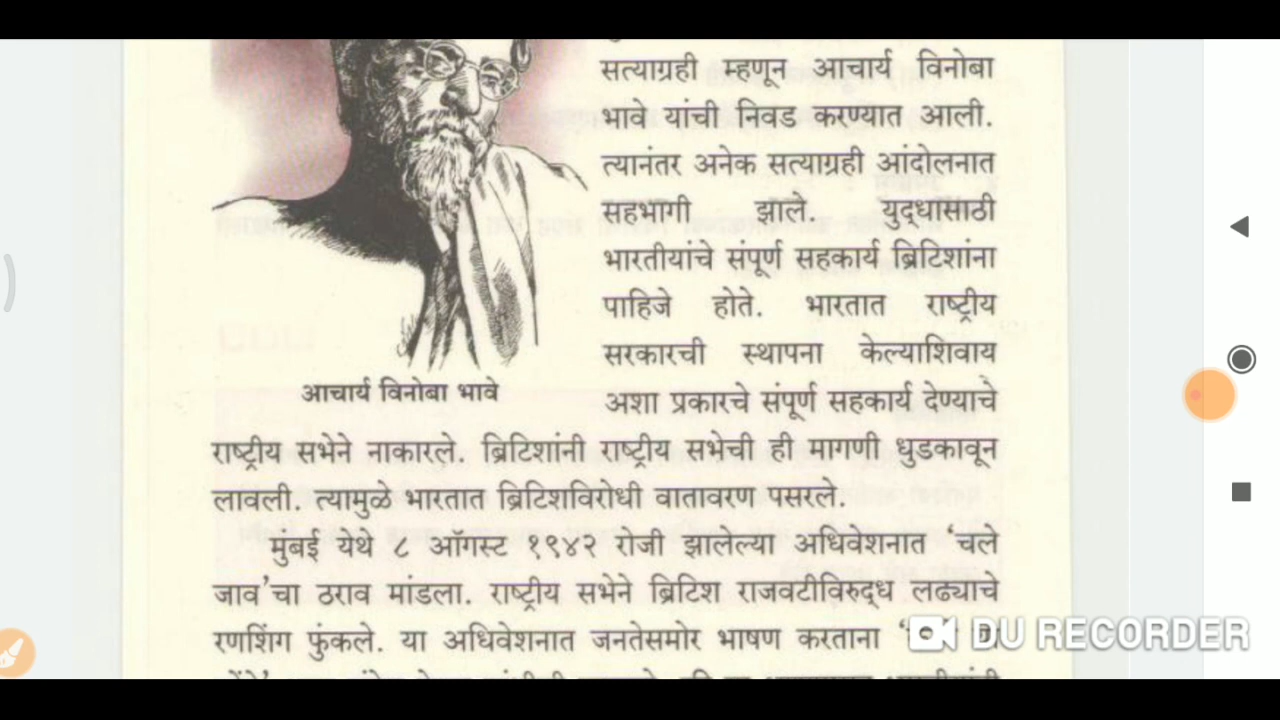 सत्याग्रही म्हणून आचार्य विनोबा
भावे यांची निवड करण्यात आली.
त्यानंतर अनेक सत्याग्रही आंदोलनात
सहभागी झाले. युद्धासाठी
भारतीयांचे संपूर्ण सहकार्य ब्रिटिशांना
पाहिजे होते. भारतात राष्ट्रीय
सरकारची स्थापना केल्याशिवाय
आचार्य विनोबा भावे
अशा प्रकारचे संपूर्ण सहकार्य देण्याचे
राष्ट्रीय सभेने नाकारले. ब्रिटिशांनी राष्ट्रीय सभेची ही मागणी धुडकावून
लावली. त्यामुळे भारतात ब्रिटिशविरोधी वातावरण पसरले.
मुंबई येथे ८ ऑगस्ट १९४२ रोजी झालेल्या अधिवेशनात ‘चले
जाव’चा ठराव मांडला. राष्ट्रीय सभेने ब्रिटिश राजवटीविरुद्ध लढ्याचे
रणशिंग फुंकले. या अधिवेशनात जनतेसमोर भाषण करताना
DU RECORDER